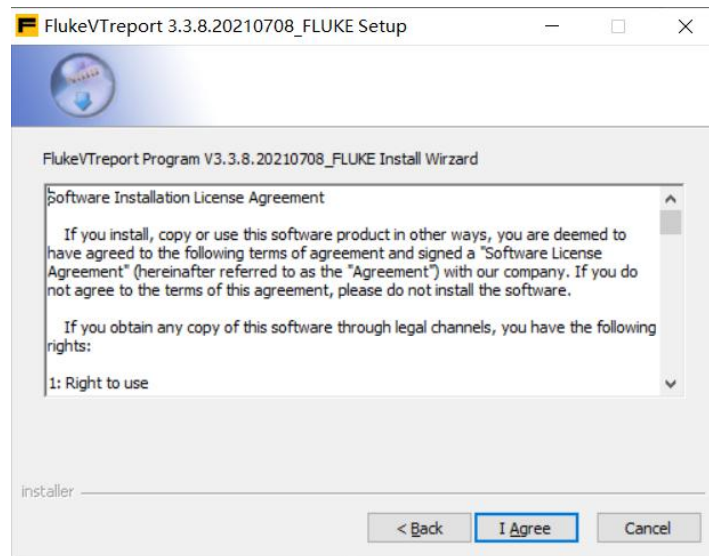 FlukeVTreport 3.3.8.20210708_FLUKE Setup
FlukeVTreport Program V3.3.8.20210708_FLUKE Install Wirzard
Software Installation License Agreement
If you install, copy or use this software product in other ways, you are deemed to
have agreed to the following terms of agreement and signed a "Software License
Agreement" (hereinafter referred to as the "Agreement") with our company. If you do
not agree to the terms of this agreement, please do not install the software.
If you obtain any copy of this software through legal channels, you have the following
rights:
1: Right to use
installer
< Back I Agree Cancel